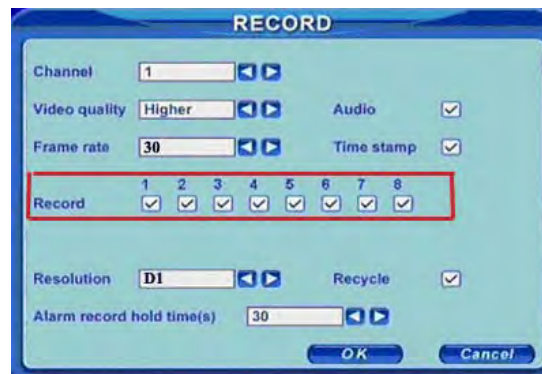 RECORD
Channel 1
Video quality Higher Audio
Frame rate 30 Time stamp
1 2 3 4 5 6 7 8
Record
Resolution D1 Recycle
Alarm record hold time(s) 30
OK Cancel